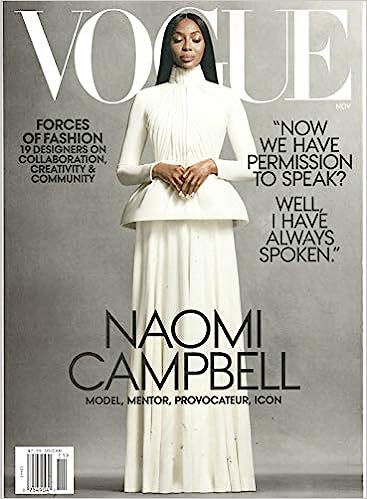 VOGUE
NOV
FORCES
OF FASHION
19 DESIGNERS ON
COLLABORATION,
CREATIVITY &
COMMUNITY
“NOW
WE HAVE
PERMISSION
TO SPEAK?
WELL,
I HAVE
ALWAYS
SPOKEN.”
NAOMI
CAMPBELL
MODEL, MENTOR, PROVOCATEUR, ICON